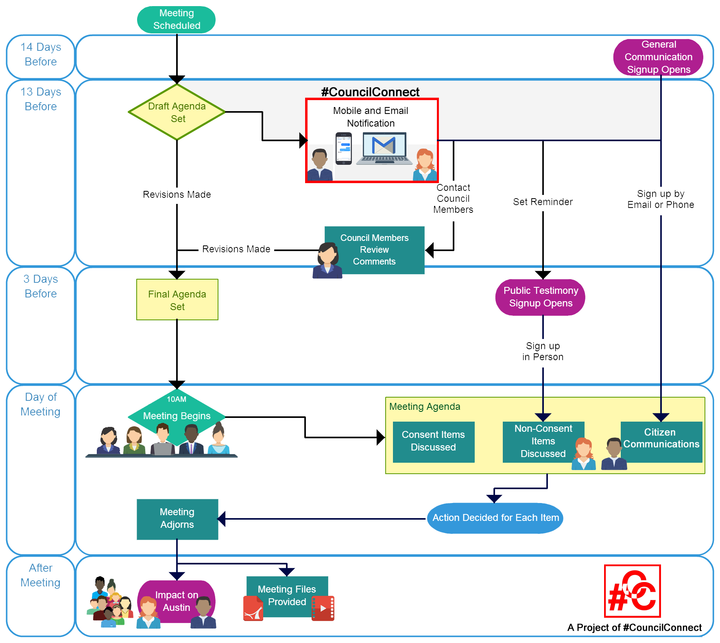 Meeting
Scheduled
14 Days
Before
General
Communication
Signup Opens
13 Days
Before
#CouncilConnect
Draft Agenda
Set
Mobile and Email
Notification
Revisions Made
Contact
Council
Members
Set Reminder
Sign up by
Email or Phone
Revisions Made
Council Members
Review
Comments
3 Days
Before
Final Agenda
Set
Public Testimony
Signup Opens
Sign up
in Person
Day of
Meeting
10AM
Meeting Begins
Meeting Agenda
Consent Items
Discussed
Non-Consent
Items
Discussed
Citizen
Communications
Meeting
Adjorns
Action Decided for Each Item
After
Meeting
Impact on
Austin
Meeting Files
Provided
#CC
A Project of #CouncilConnect